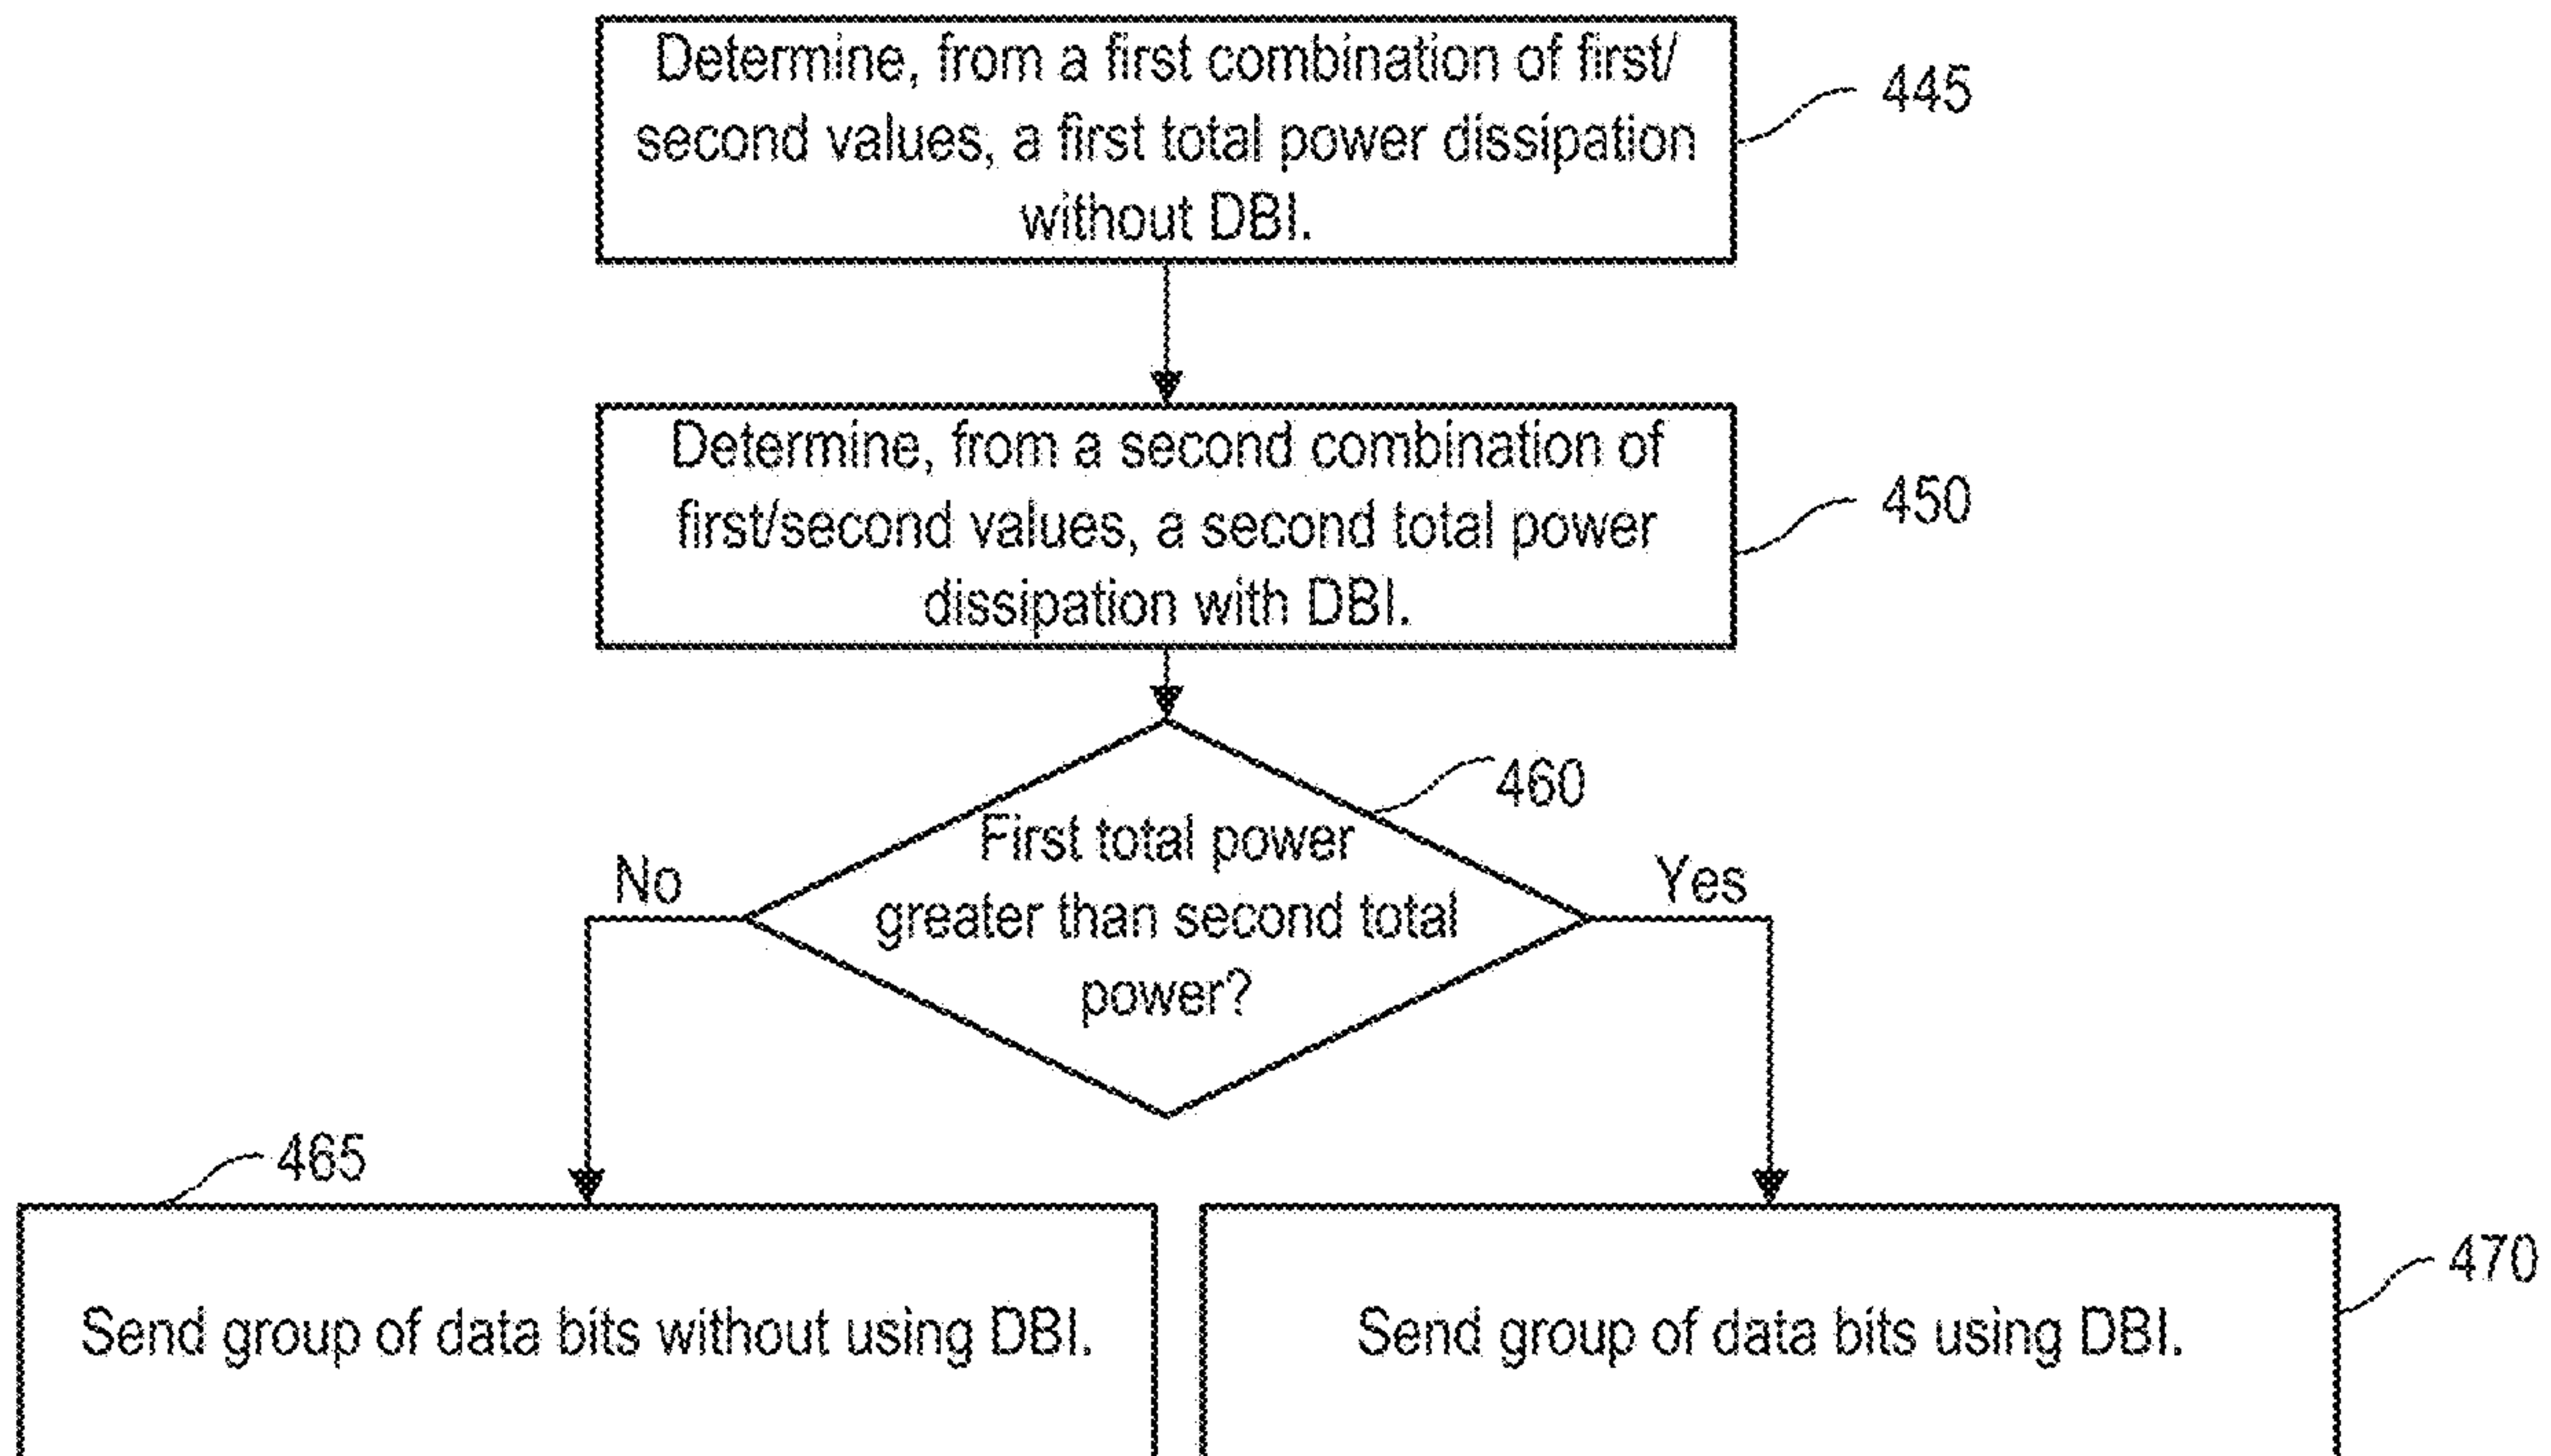 Determine, from a first combination of first/
second values, a first total power dissipation
without DBI.
445
Determine, from a second combination of
first/second values, a second total power
dissipation with DBI.
450
460
First total power
greater than second total
power?
No
Yes
465
Send group of data bits without using DBI.
470
Send group of data bits using DBI.